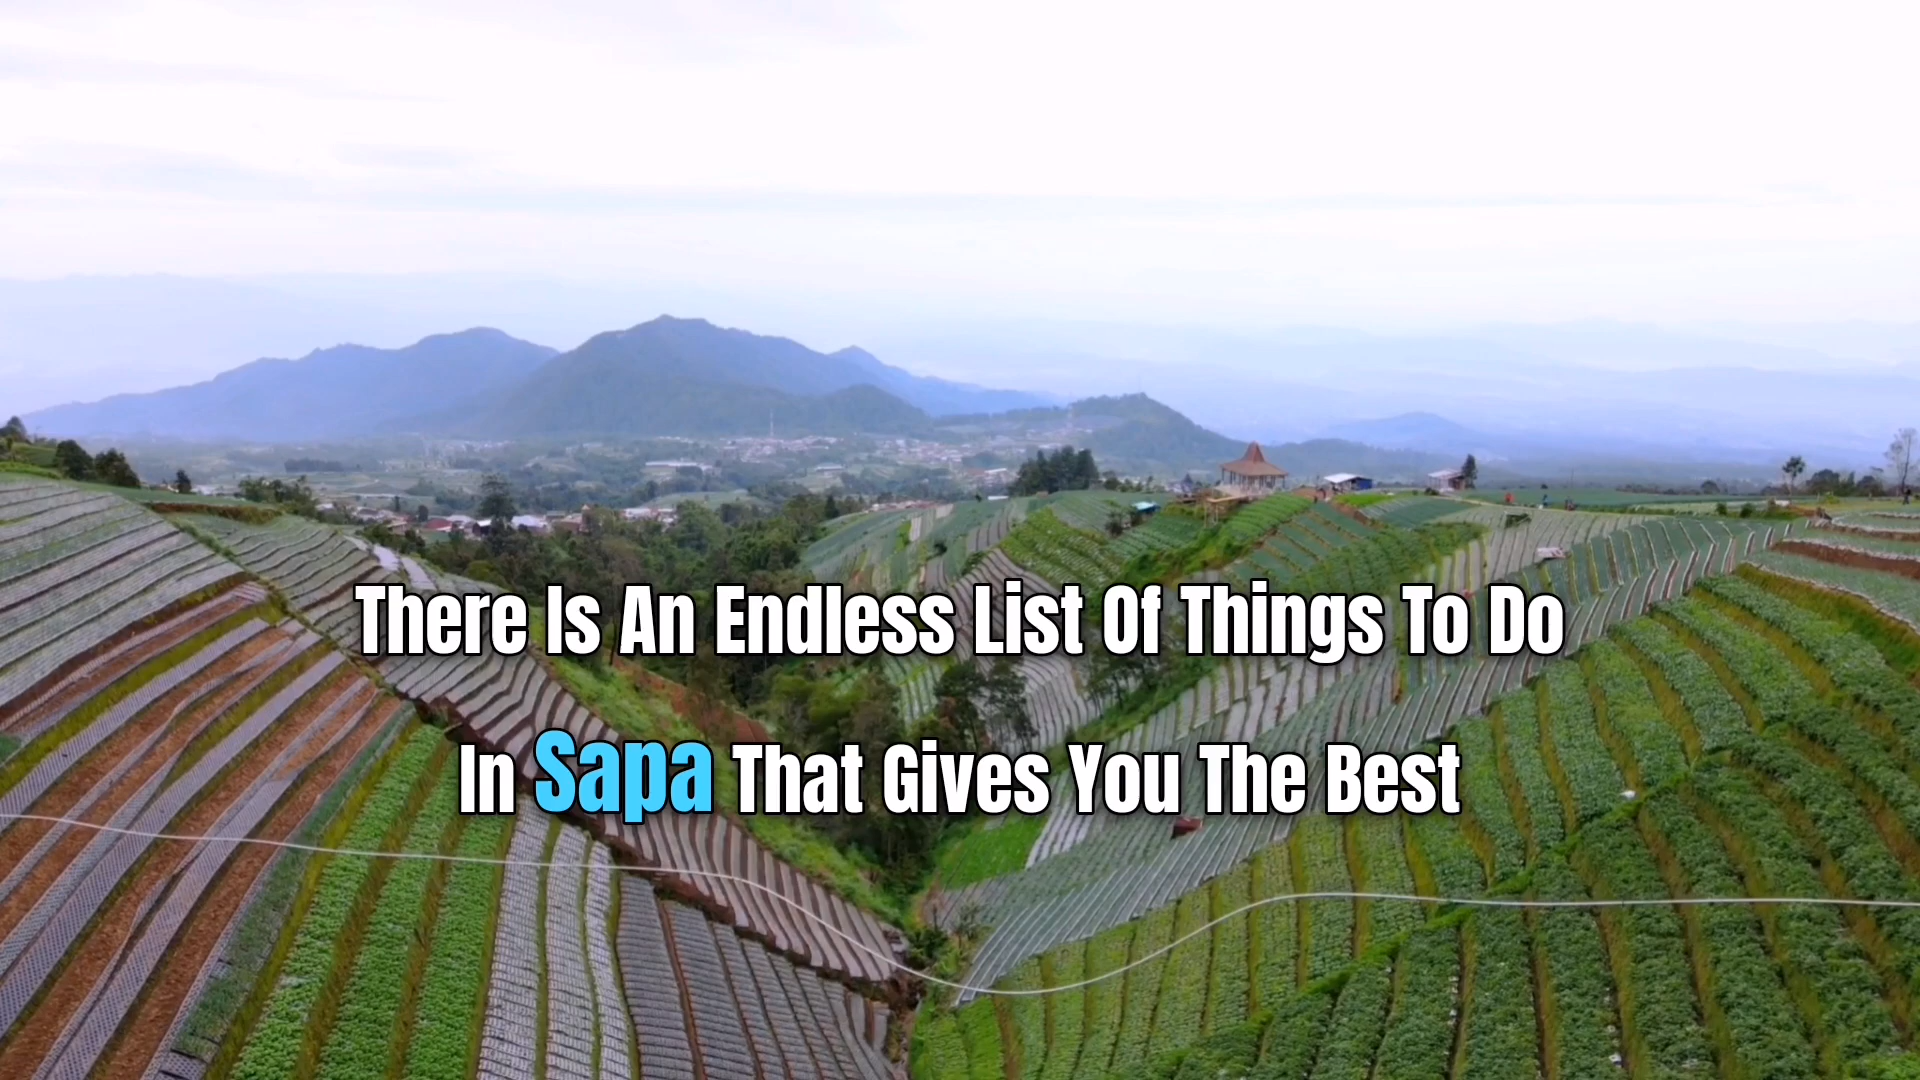 There Is An Endless List Of Things To Do
In Sapa That Gives You The Best